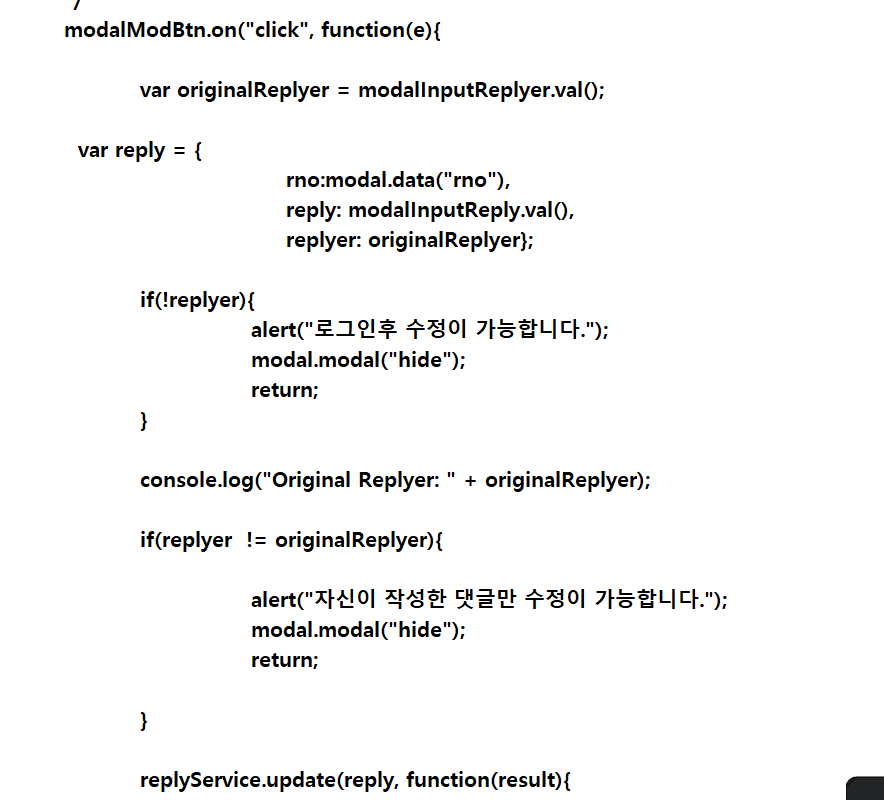 /
modalModBtn.on("click", function(e){
var originalReplyer = modalInputReplyer.val();
var reply = {
rno:modal.data("rno"),
reply: modalInputReply.val(),
replyer: originalReplyer};
if(!replyer){
alert("로그인후 수정이 가능합니다.");
modal.modal("hide");
return;
}
console.log("Original Replyer: " + originalReplyer);
if(replyer  != originalReplyer){
alert("자신이 작성한 댓글만 수정이 가능합니다.");
modal.modal("hide");
return;
}
replyService.update(reply, function(result){